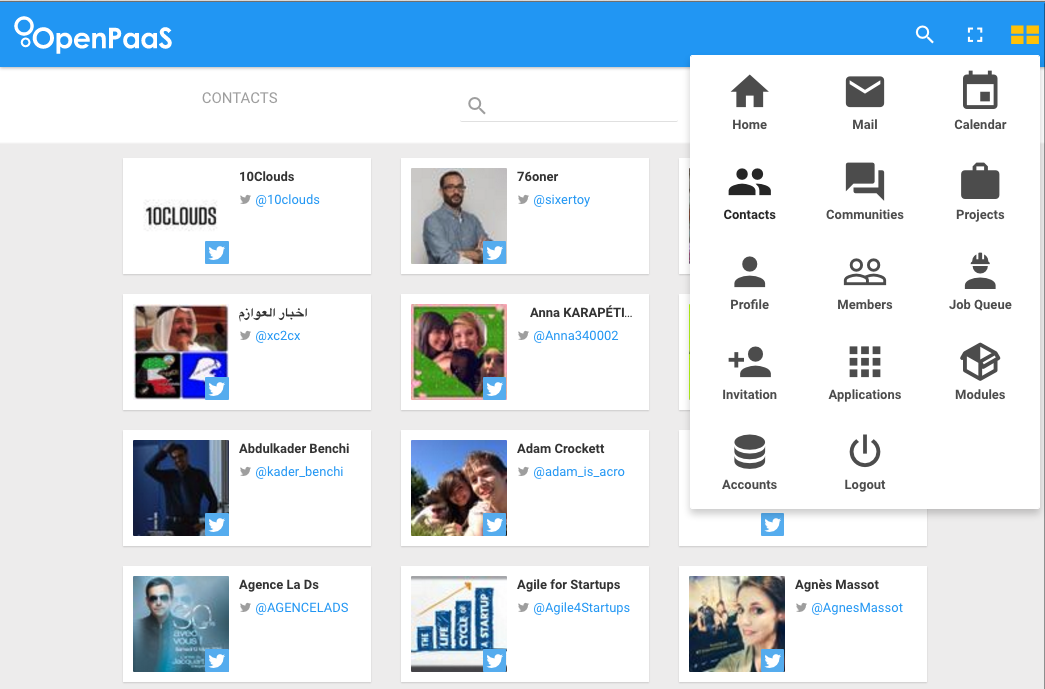 OpenPaaS
CONTACTS
Home
Mail
Calendar
Contacts
Communities
Projects
Profile
Members
Job Queue
Invitation
Applications
Modules
Accounts
Logout
10Clouds
@10clouds
10CLOUDS
76oner
@sixertoy
اخبار العوازم
@xc2cx
Anna KARAPÉTI...
@Anna340002
Abdulkader Benchi
@kader_benchi
Adam Crockett
@adam_is_acro
Agence La Ds
@AGENCELADS
avec
vous !
Agile for Startups
@Agile4Startups
THE
LIFE
CYCLE
OF
A STARTUP
Agnès Massot
@AgnesMassot